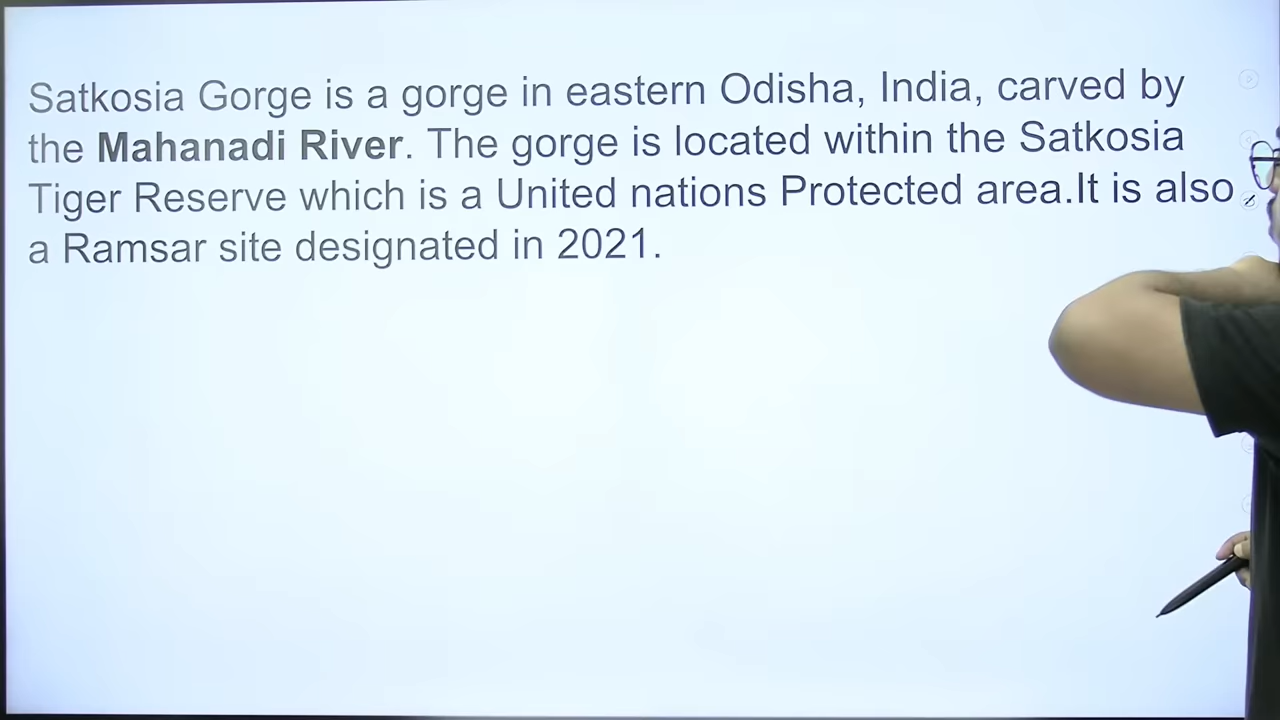 Satkosia Gorge is a gorge in eastern Odisha, India, carved by
the Mahanadi River. The gorge is located within the Satkosia
Tiger Reserve which is a United nations Protected area.It is also
a Ramsar site designated in 2021.